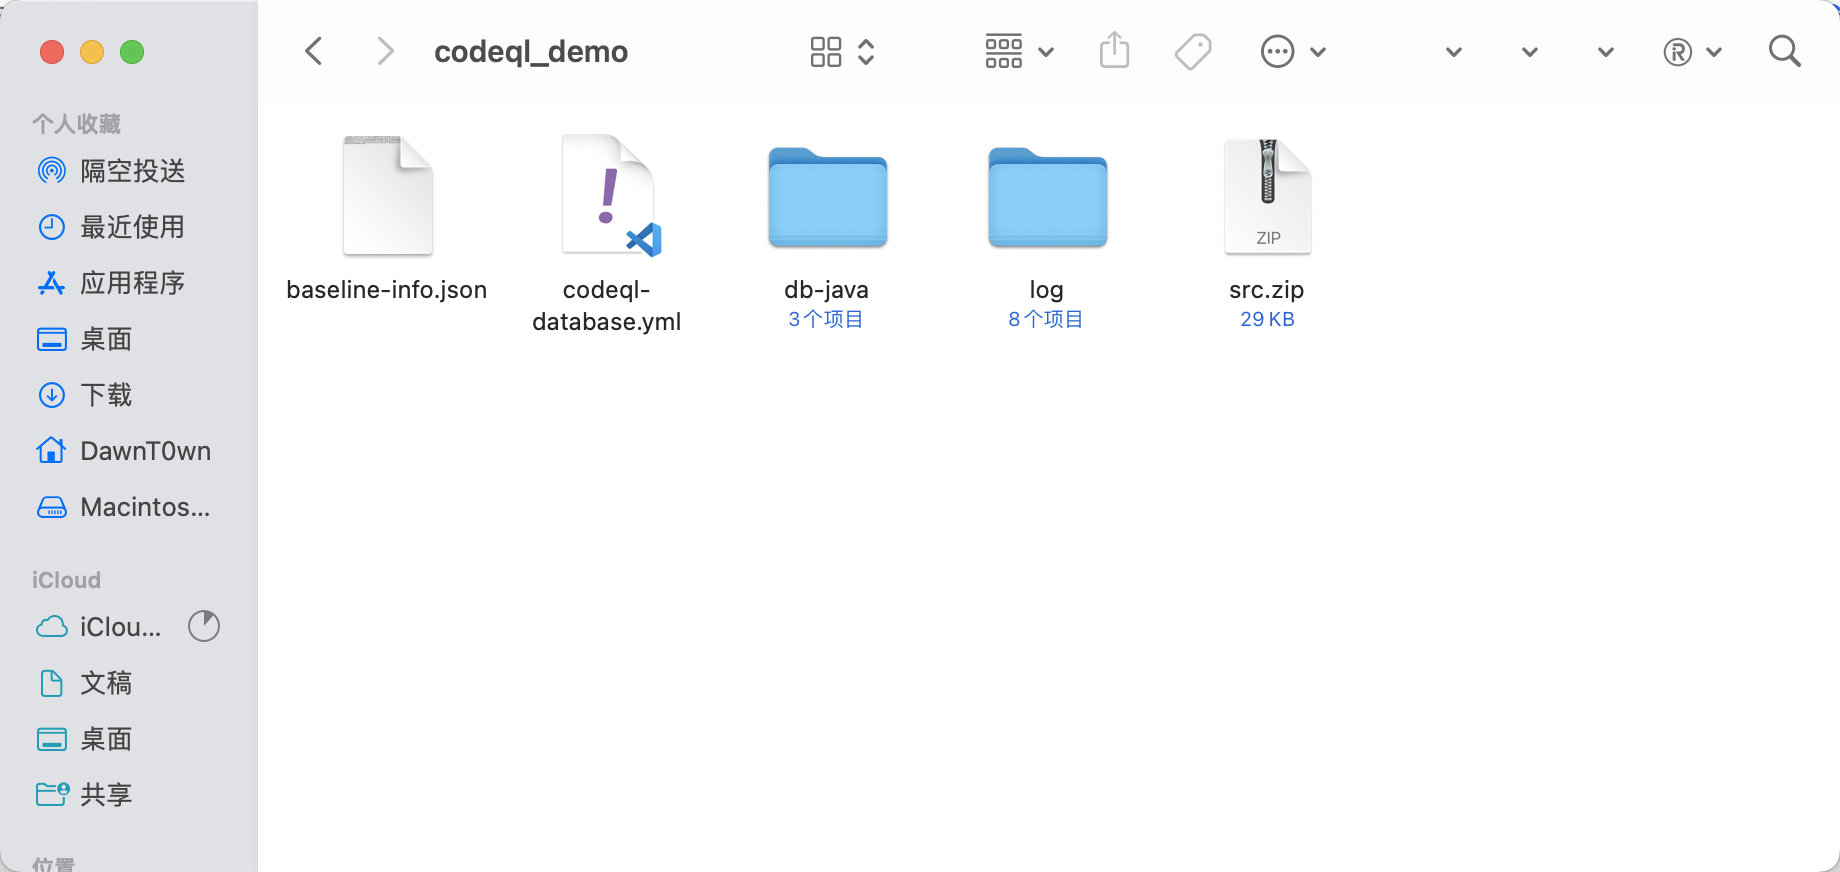 codeql_demo
个人收藏
隔空投送
最近使用
应用程序
桌面
下载
DawnT0wn
Macintos...
iCloud
iClou...
文稿
桌面
共享
位置
baseline-info.json
codeql-
database.yml
db-java
3个项目
log
8个项目
ZIP
src.zip
29 KB